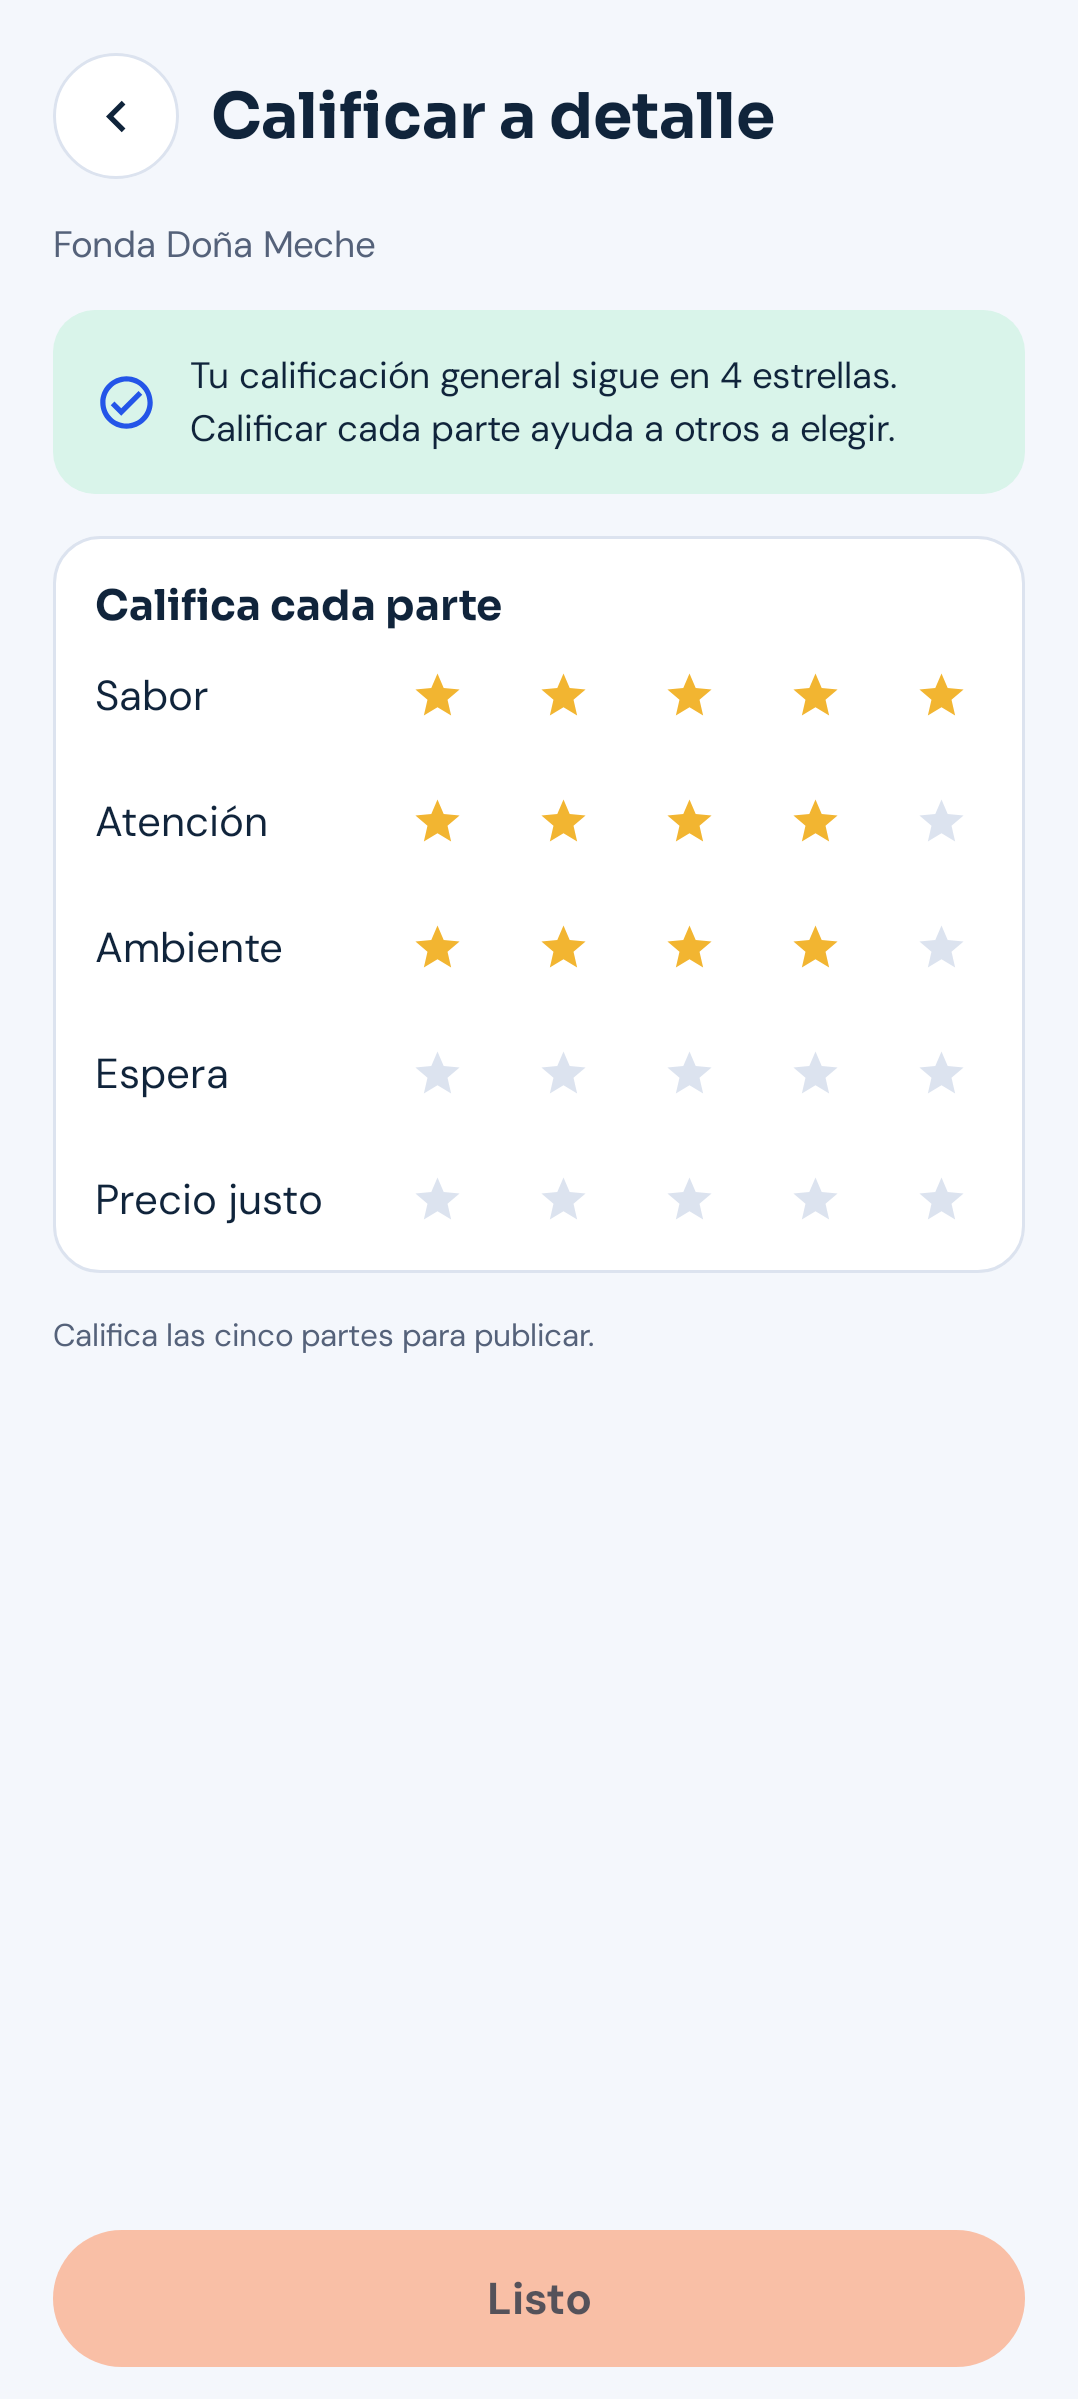 Calificar a detalle
Fonda Doña Meche
Tu calificación general sigue en 4 estrellas.
Calificar cada parte ayuda a otros a elegir.
Califica cada parte
Sabor
Atención
Ambiente
Espera
Precio justo
Califica las cinco partes para publicar.
Listo